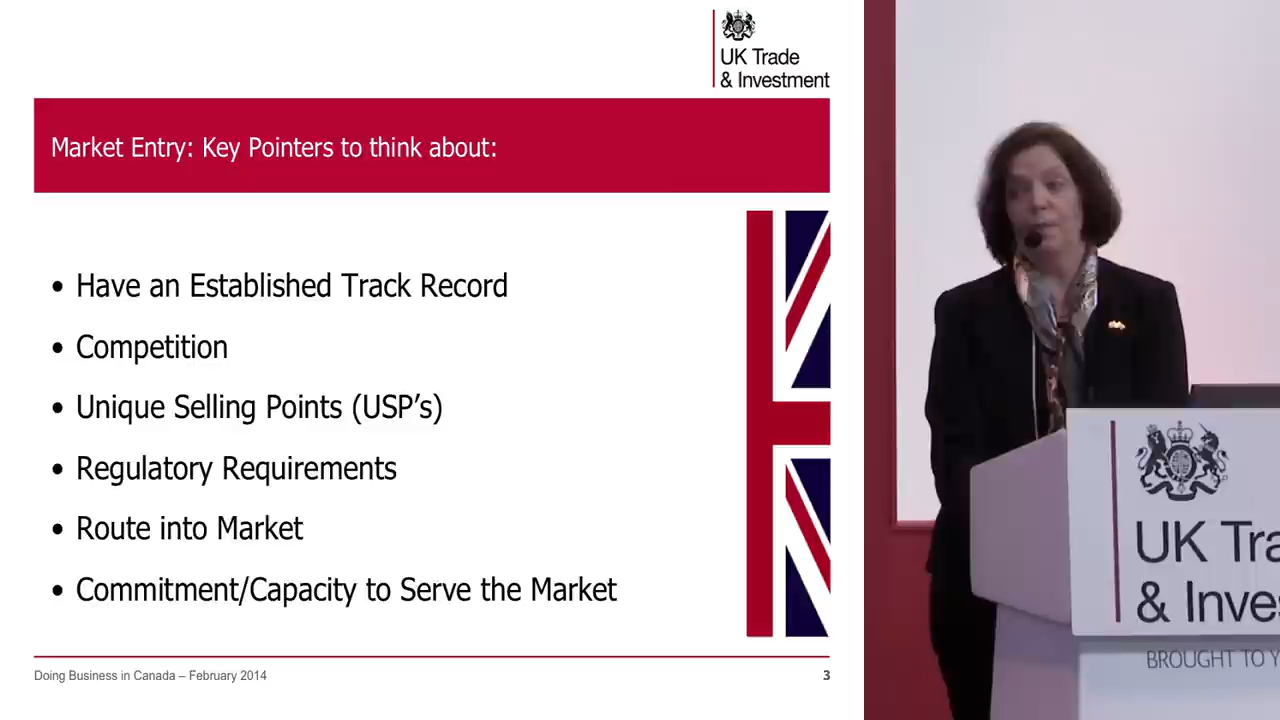 UK Trade
& Investment
Market Entry: Key Pointers to think about:
• Have an Established Track Record
• Competition
• Unique Selling Points (USP’s)
• Regulatory Requirements
• Route into Market
• Commitment/Capacity to Serve the Market
Doing Business in Canada – February 2014
3
UK Tra
& Inve
BROUGHT TO Y